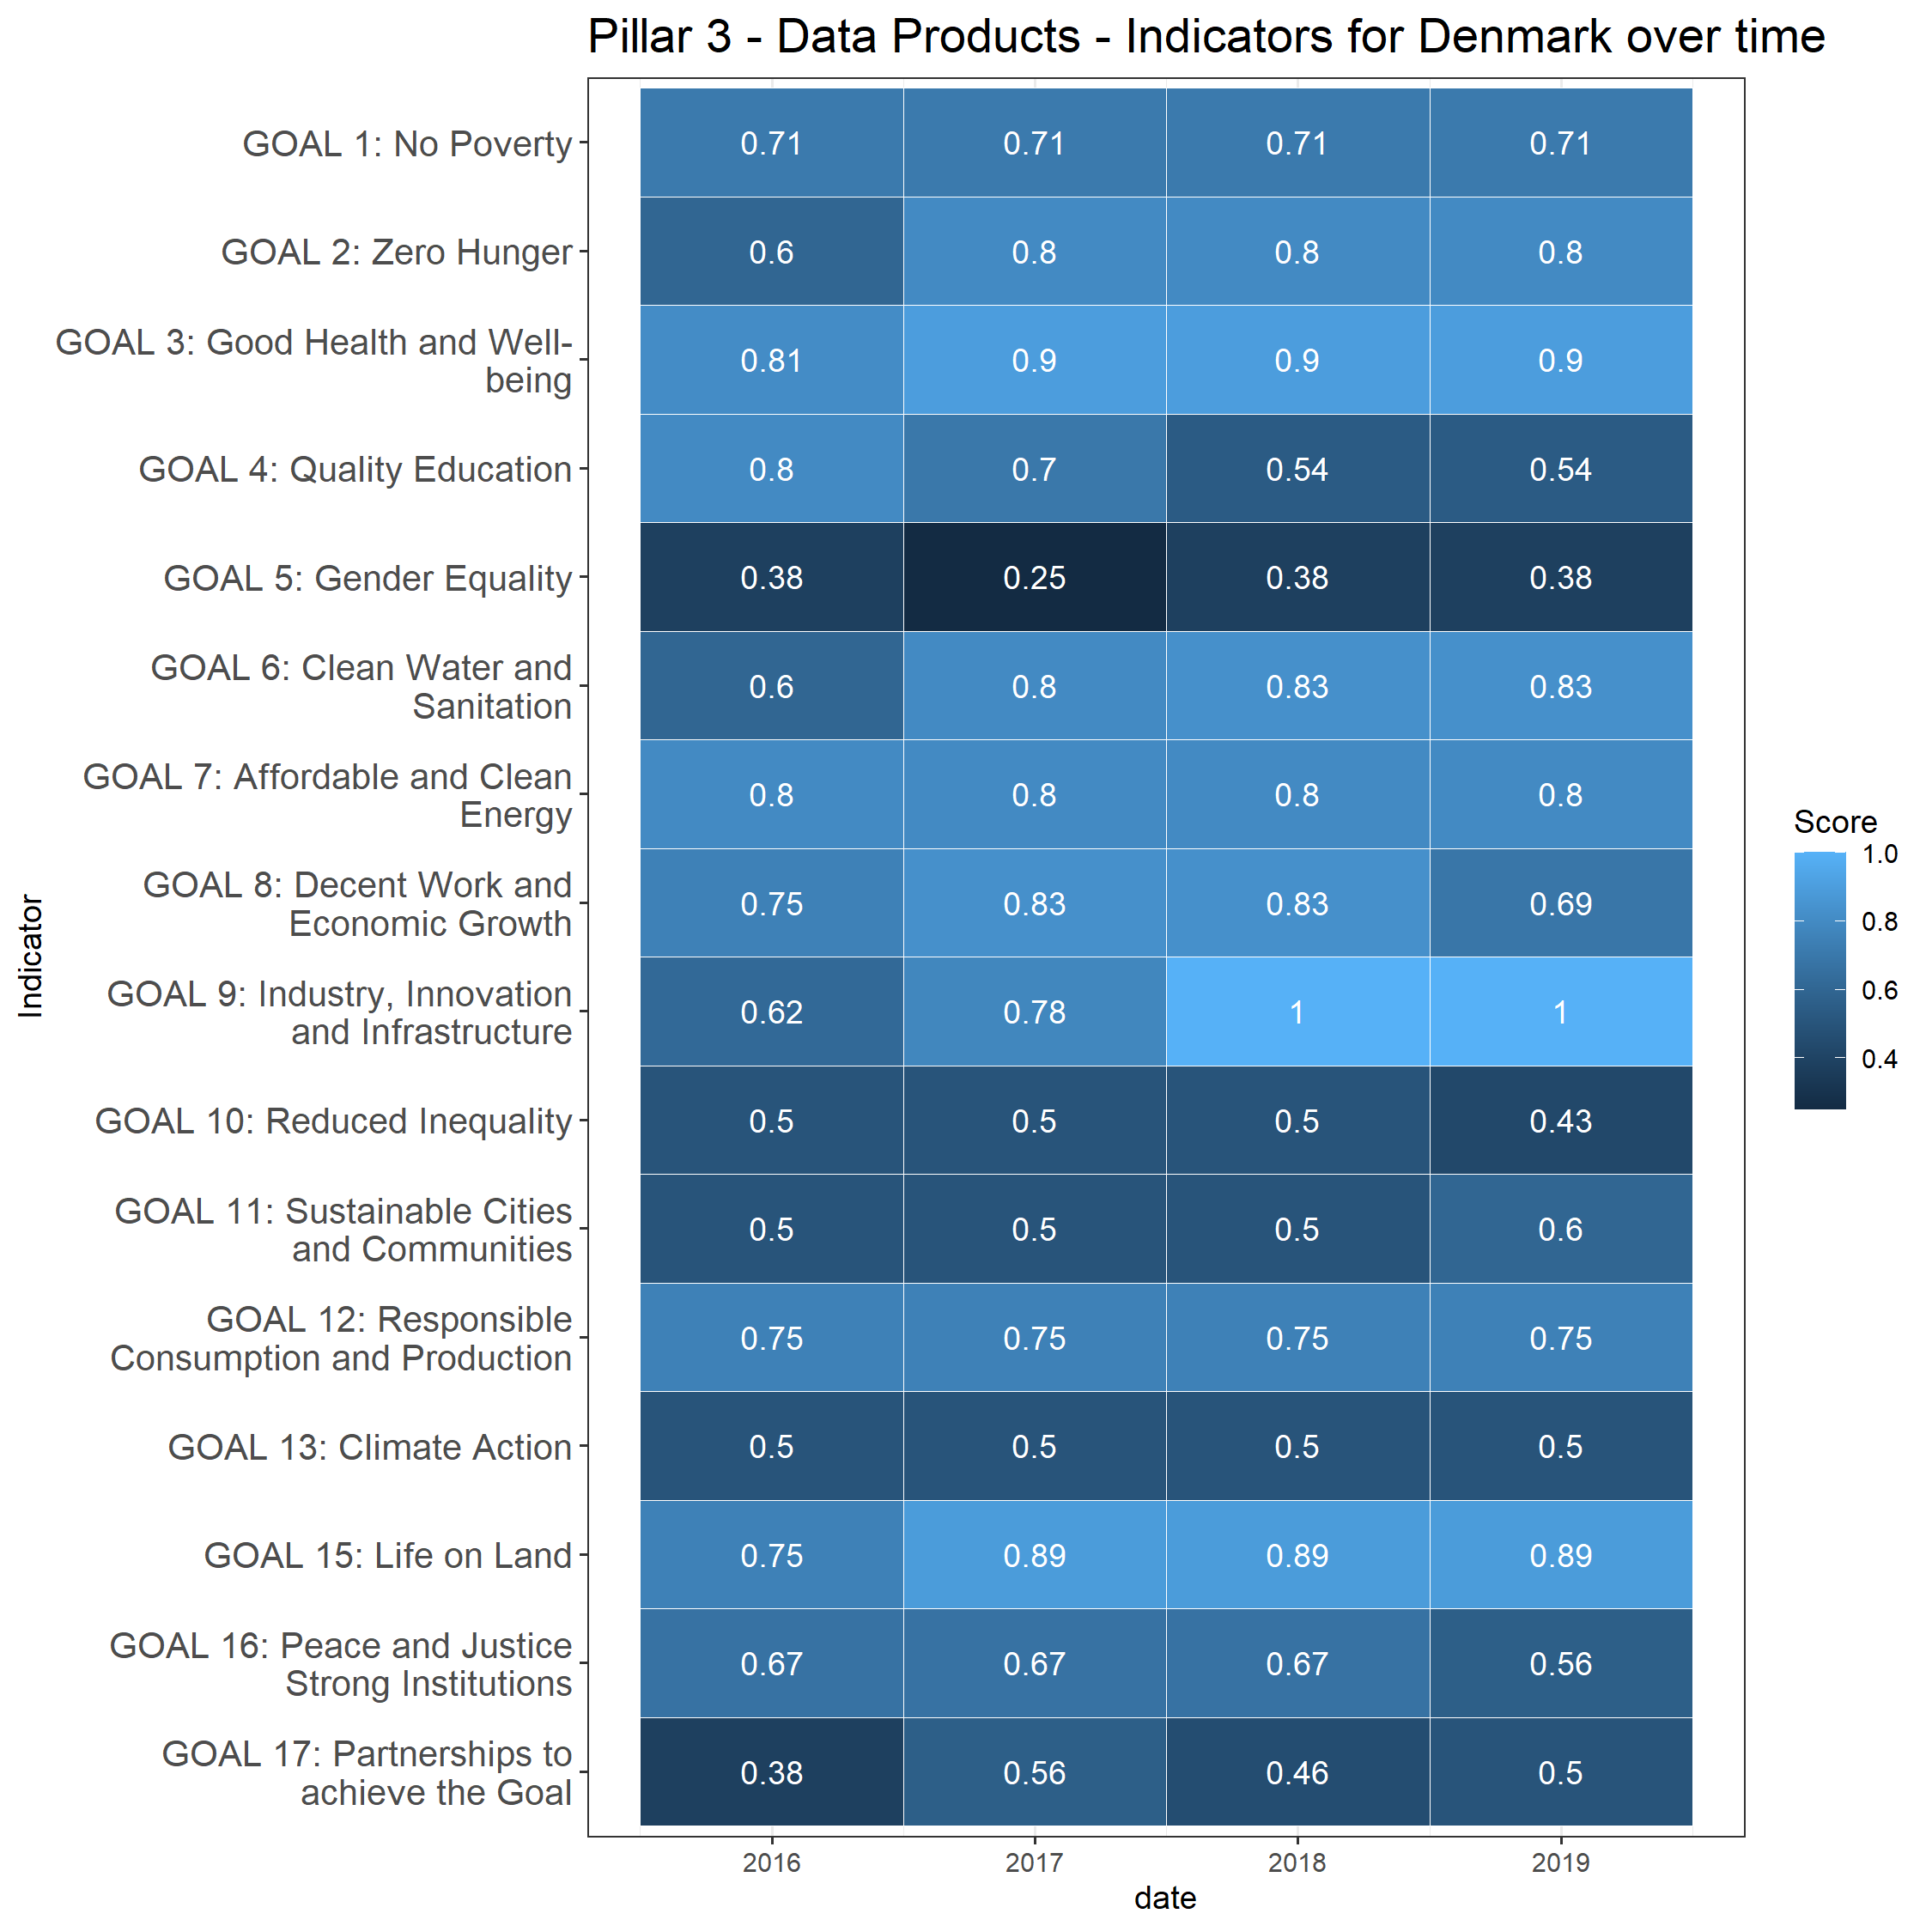 Pillar 3 - Data Products - Indicators for Denmark over time
GOAL 1: No Poverty
0.71 0.71 0.71 0.71
GOAL 2: Zero Hunger
0.6 0.8 0.8 0.8
GOAL 3: Good Health and Well-
being
0.81 0.9 0.9 0.9
GOAL 4: Quality Education
0.8 0.7 0.54 0.54
GOAL 5: Gender Equality
0.38 0.25 0.38 0.38
GOAL 6: Clean Water and
Sanitation
0.6 0.8 0.83 0.83
GOAL 7: Affordable and Clean
Energy
0.8 0.8 0.8 0.8
GOAL 8: Decent Work and
Economic Growth
0.75 0.83 0.83 0.69
GOAL 9: Industry, Innovation
and Infrastructure
0.62 0.78 1 1
GOAL 10: Reduced Inequality
0.5 0.5 0.5 0.43
GOAL 11: Sustainable Cities
and Communities
0.5 0.5 0.5 0.6
GOAL 12: Responsible
Consumption and Production
0.75 0.75 0.75 0.75
GOAL 13: Climate Action
0.5 0.5 0.5 0.5
GOAL 15: Life on Land
0.75 0.89 0.89 0.89
GOAL 16: Peace and Justice
Strong Institutions
0.67 0.67 0.67 0.56
GOAL 17: Partnerships to
achieve the Goal
0.38 0.56 0.46 0.5
2016 2017 2018 2019
date
Indicator
Score
1.0
0.8
0.6
0.4